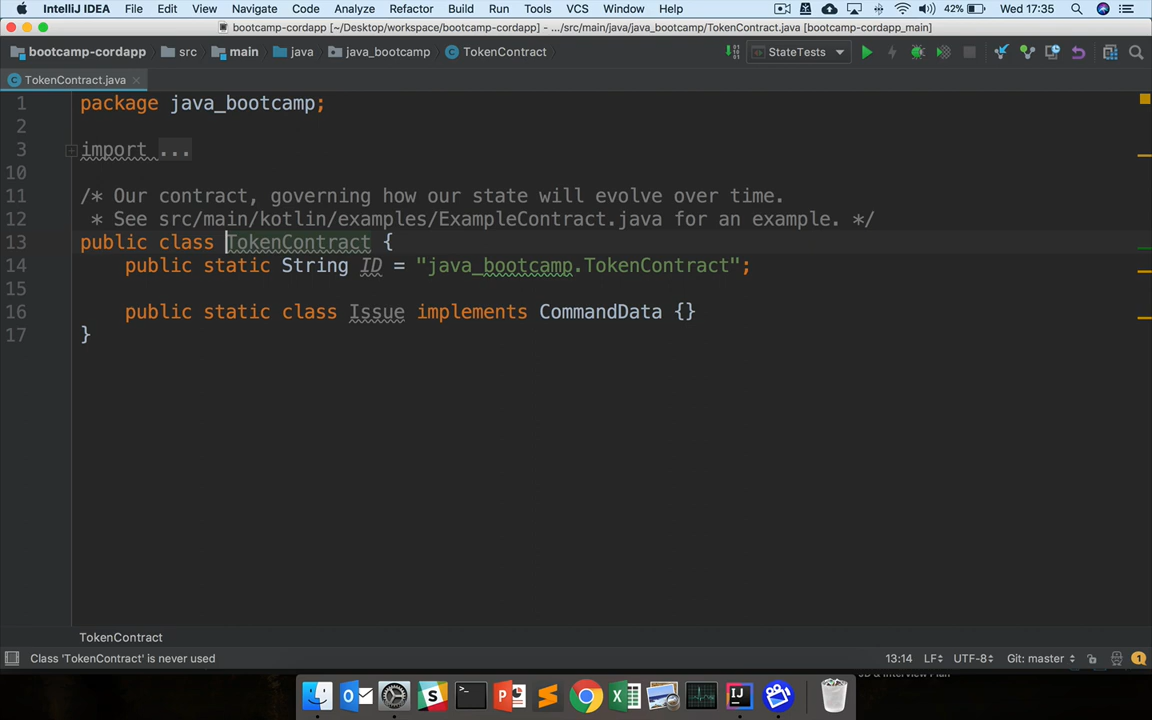 IntelliJ IDEA File Edit View Navigate Code Analyze Refactor Build Run Tools VCS Window Help 42% Wed 17:35
bootcamp-cordapp [~/Desktop/workspace/bootcamp-cordapp] - .../src/main/java/java_bootcamp/TokenContract.java [bootcamp-cordapp_main]
bootcamp-cordapp src main java java_bootcamp TokenContract StateTests
TokenContract.java
1 package java_bootcamp;
2
3 import ...
10
11 /* Our contract, governing how our state will evolve over time.
12 * See src/main/kotlin/examples/ExampleContract.java for an example. */
13 public class TokenContract {
14 public static String ID = "java_bootcamp.TokenContract";
15
16 public static class Issue implements CommandData {}
17 }
TokenContract
Class 'TokenContract' is never used 13:14 LF UTF-8 Git: master 1